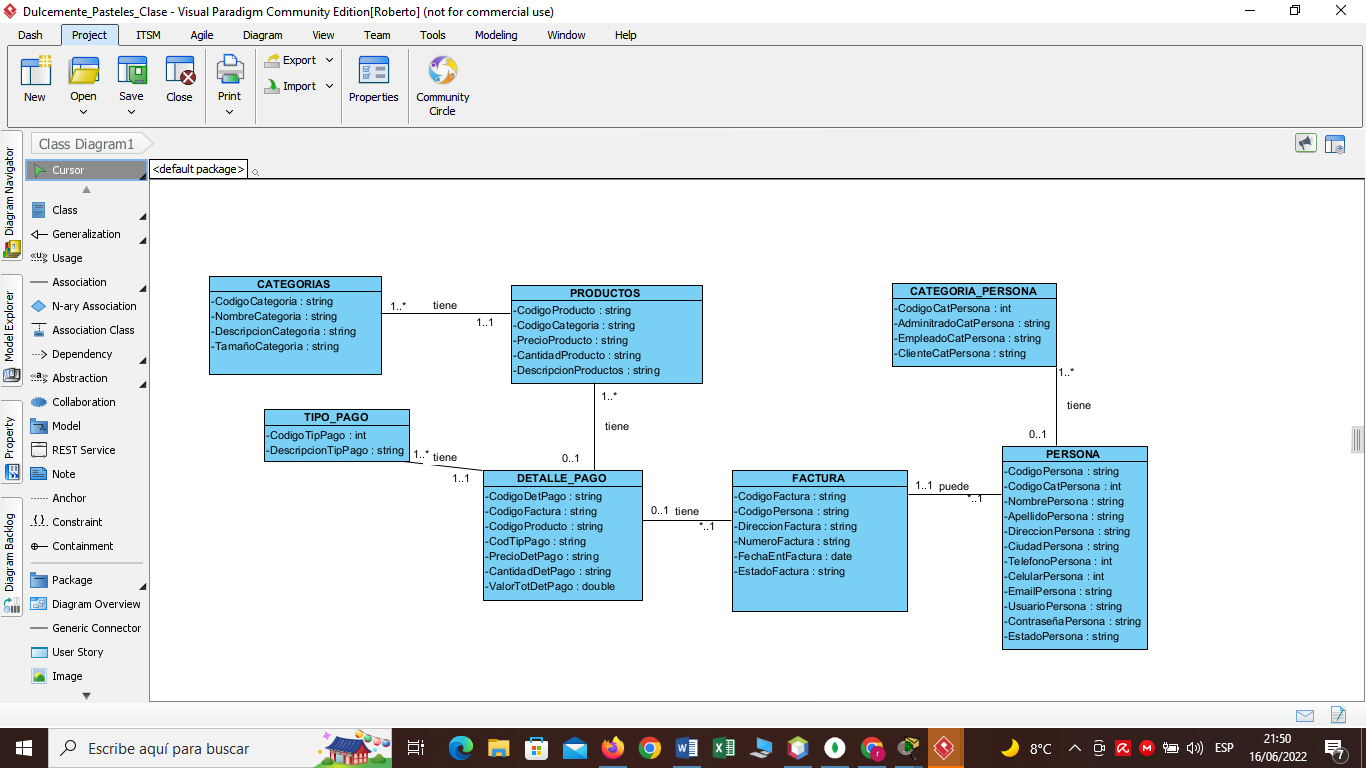 Dulcemente_Pasteles_Clase - Visual Paradigm Community Edition[Roberto] (not for commercial use)
Dash Project ITSM Agile Diagram View Team Tools Modeling Window Help
New Open Save Close Print Export Import Properties Community Circle
Class Diagram1
<default package>
Diagram Navigator
Model Explorer
Property
Diagram Backlog
Cursor
Class
Generalization
Usage
Association
N-ary Association
Association Class
Dependency
Abstraction
Collaboration
Model
REST Service
Note
Anchor
Constraint
Containment
Package
Diagram Overview
Generic Connector
User Story
Image
CATEGORIAS
-CodigoCategoria : string
-NombreCategoria : string
-DescripcionCategoria : string
-TamañoCategoria : string
1..* tiene 1..1
PRODUCTOS
-CodigoProducto : string
-CodigoCategoria : string
-PrecioProducto : string
-CantidadProducto : string
-DescripcionProductos : string
1..*
tiene
0..1
CATEGORIA_PERSONA
-CodigoCatPersona : int
-AdminitradoCatPersona : string
-EmpleadoCatPersona : string
-ClienteCatPersona : string
1..*
tiene
0..1
TIPO_PAGO
-CodigoTipPago : int
-DescripcionTipPago : string
1..* tiene
1..1
DETALLE_PAGO
-CodigoDetPago : string
-CodigoFactura : string
-CodigoProducto : string
-CodTipPago : string
-PrecioDetPago : string
-CantidadDetPago : string
-ValorTotDetPago : double
0..1 tiene
*..1
FACTURA
-CodigoFactura : string
-CodigoPersona : string
-DireccionFactura : string
-NumeroFactura : string
-FechaEntFactura : date
-EstadoFactura : string
1..1 puede
*..1
PERSONA
-CodigoPersona : string
-CodigoCatPersona : int
-NombrePersona : string
-ApellidoPersona : string
-DireccionPersona : string
-CiudadPersona : string
-TelefonoPersona : int
-CelularPersona : int
-EmailPersona : string
-UsuarioPersona : string
-ContraseñaPersona : string
-EstadoPersona : string
Escribe aquí para buscar
8°C
ESP
21:50
16/06/2022
7